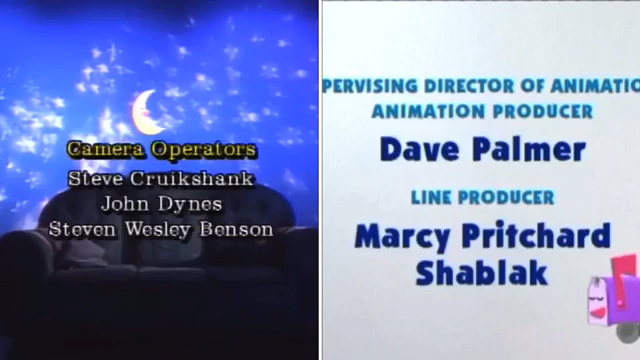 Camera Operators
Steve Cruikshank
John Dynes
Steven Wesley Benson
PERVISING DIRECTOR OF ANIMATIO
ANIMATION PRODUCER
Dave Palmer
LINE PRODUCER
Marcy Pritchard
Shablak